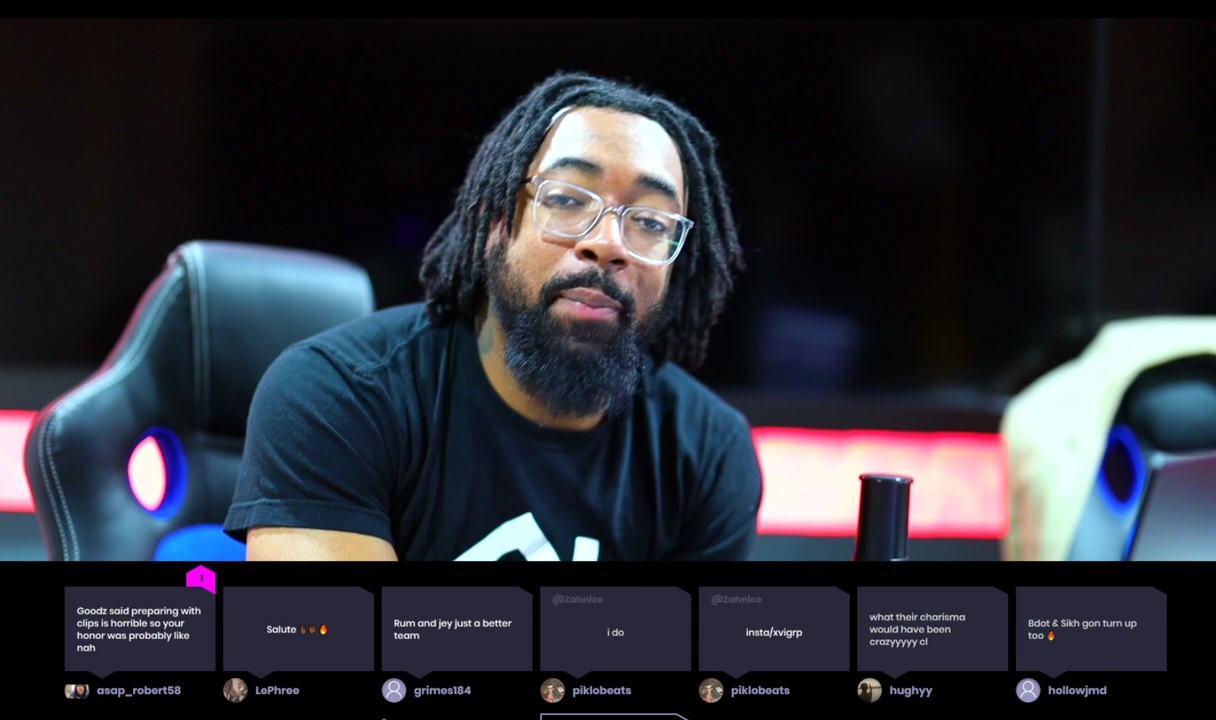 1
Goodz said preparing with
clips is horrible so your
honor was probably like
nah
asap_robert58
Salute
LePhree
Rum and jey just a better
team
grimes184
@Zahnice
i do
piklobeats
@Zahnice
insta/xvigrp
piklobeats
what their charisma
would have been
crazyyyyy cl
hughyy
Bdot & Sikh gon turn up
too 🔥
hollowjmd